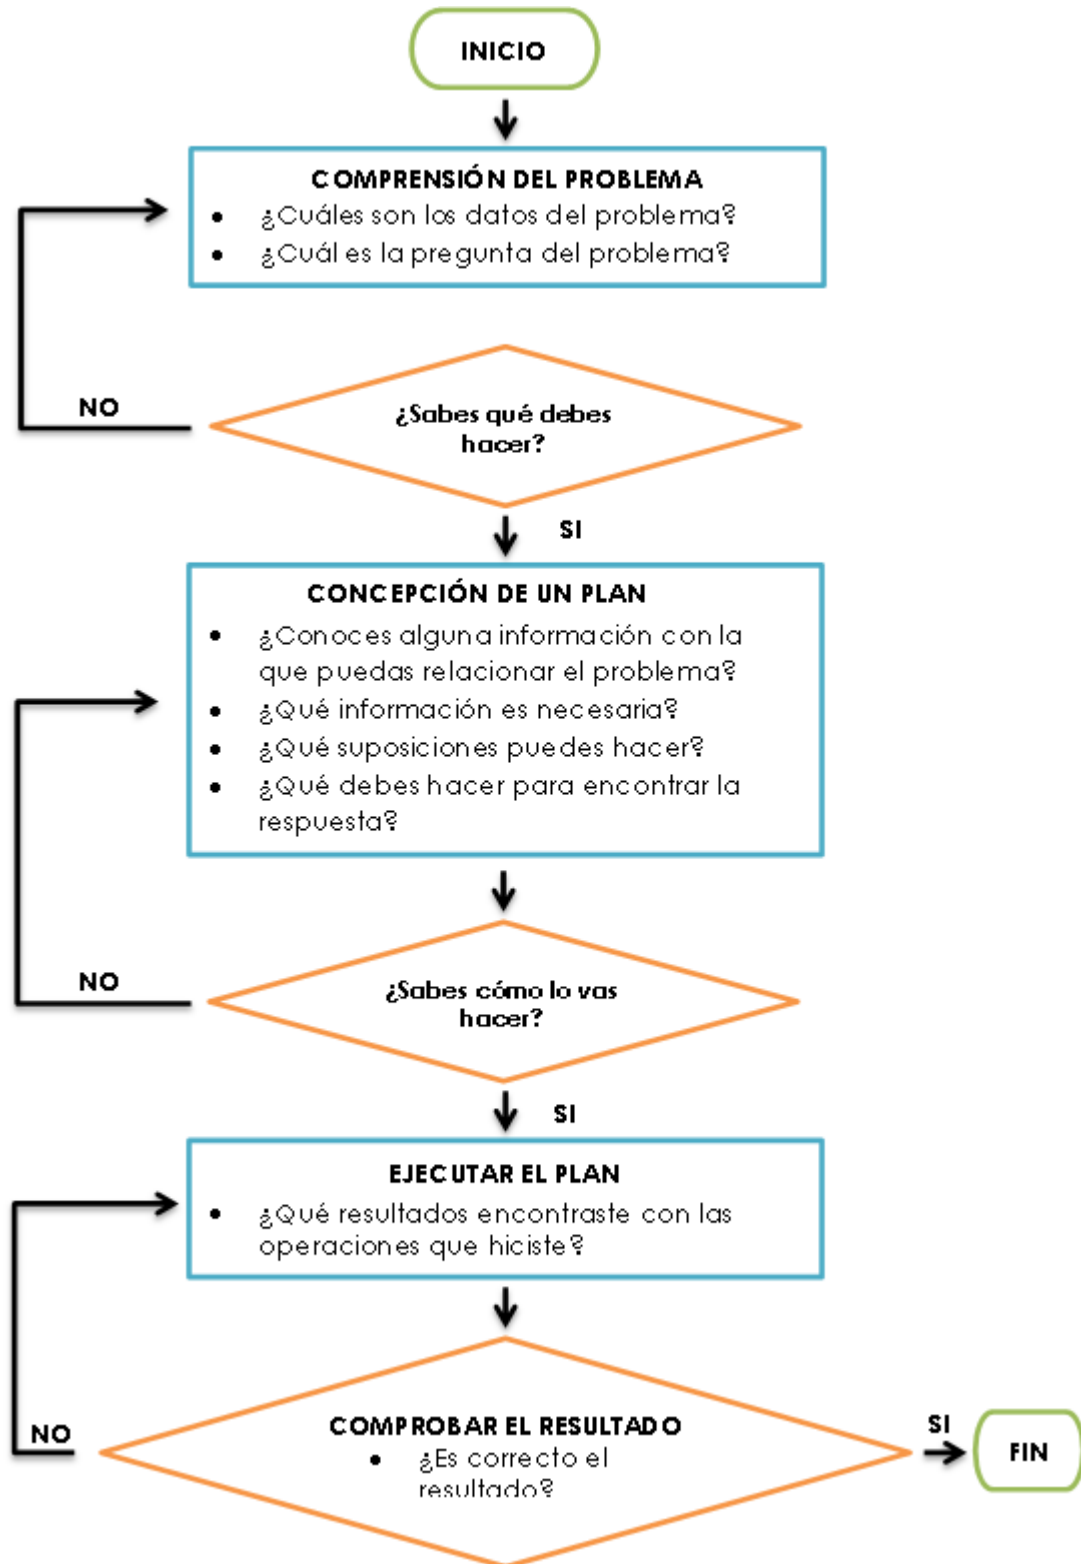 INICIO
COMPRENSIÓN DEL PROBLEMA
• ¿Cuáles son los datos del problema?
• ¿Cuál es la pregunta del problema?
NO
¿Sabes qué debes
hacer?
SI
CONCEPCIÓN DE UN PLAN
• ¿Conoces alguna información con la
que puedas relacionar el problema?
• ¿Qué información es necesaria?
• ¿Qué suposiciones puedes hacer?
• ¿Qué debes hacer para encontrar la
respuesta?
NO
¿Sabes cómo lo vas
hacer?
SI
EJECUTAR EL PLAN
• ¿Qué resultados encontraste con las
operaciones que hiciste?
NO
COMPROBAR EL RESULTADO
• ¿Es correcto el
resultado?
SI
FIN